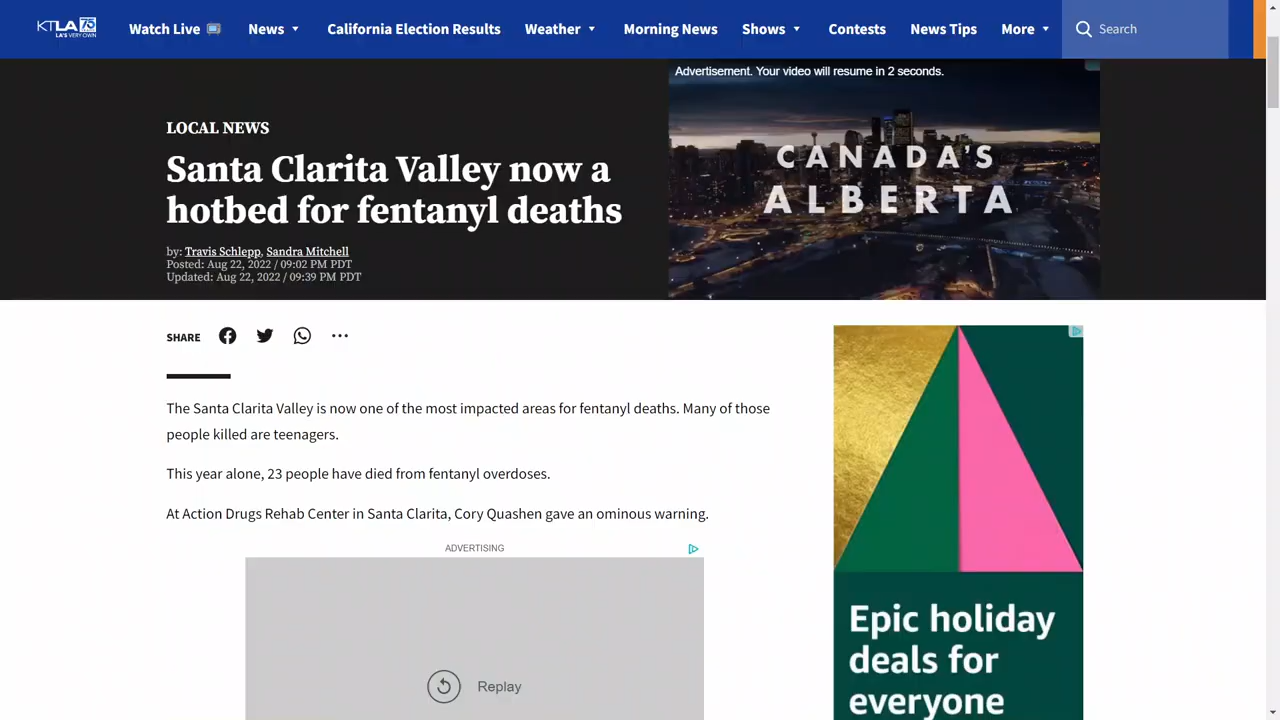 KTLA 75
LA'S VERY OWN
Watch Live
News
California Election Results
Weather
Morning News
Shows
Contests
News Tips
More
Search
LOCAL NEWS
Santa Clarita Valley now a
hotbed for fentanyl deaths
by: Travis Schlepp, Sandra Mitchell
Posted: Aug 22, 2022 / 09:02 PM PDT
Updated: Aug 22, 2022 / 09:39 PM PDT
Advertisement. Your video will resume in 2 seconds.
CANADA'S
ALBERTA
SHARE
The Santa Clarita Valley is now one of the most impacted areas for fentanyl deaths. Many of those
people killed are teenagers.
This year alone, 23 people have died from fentanyl overdoses.
At Action Drugs Rehab Center in Santa Clarita, Cory Quashen gave an ominous warning.
ADVERTISING
Replay
Epic holiday
deals for
everyone